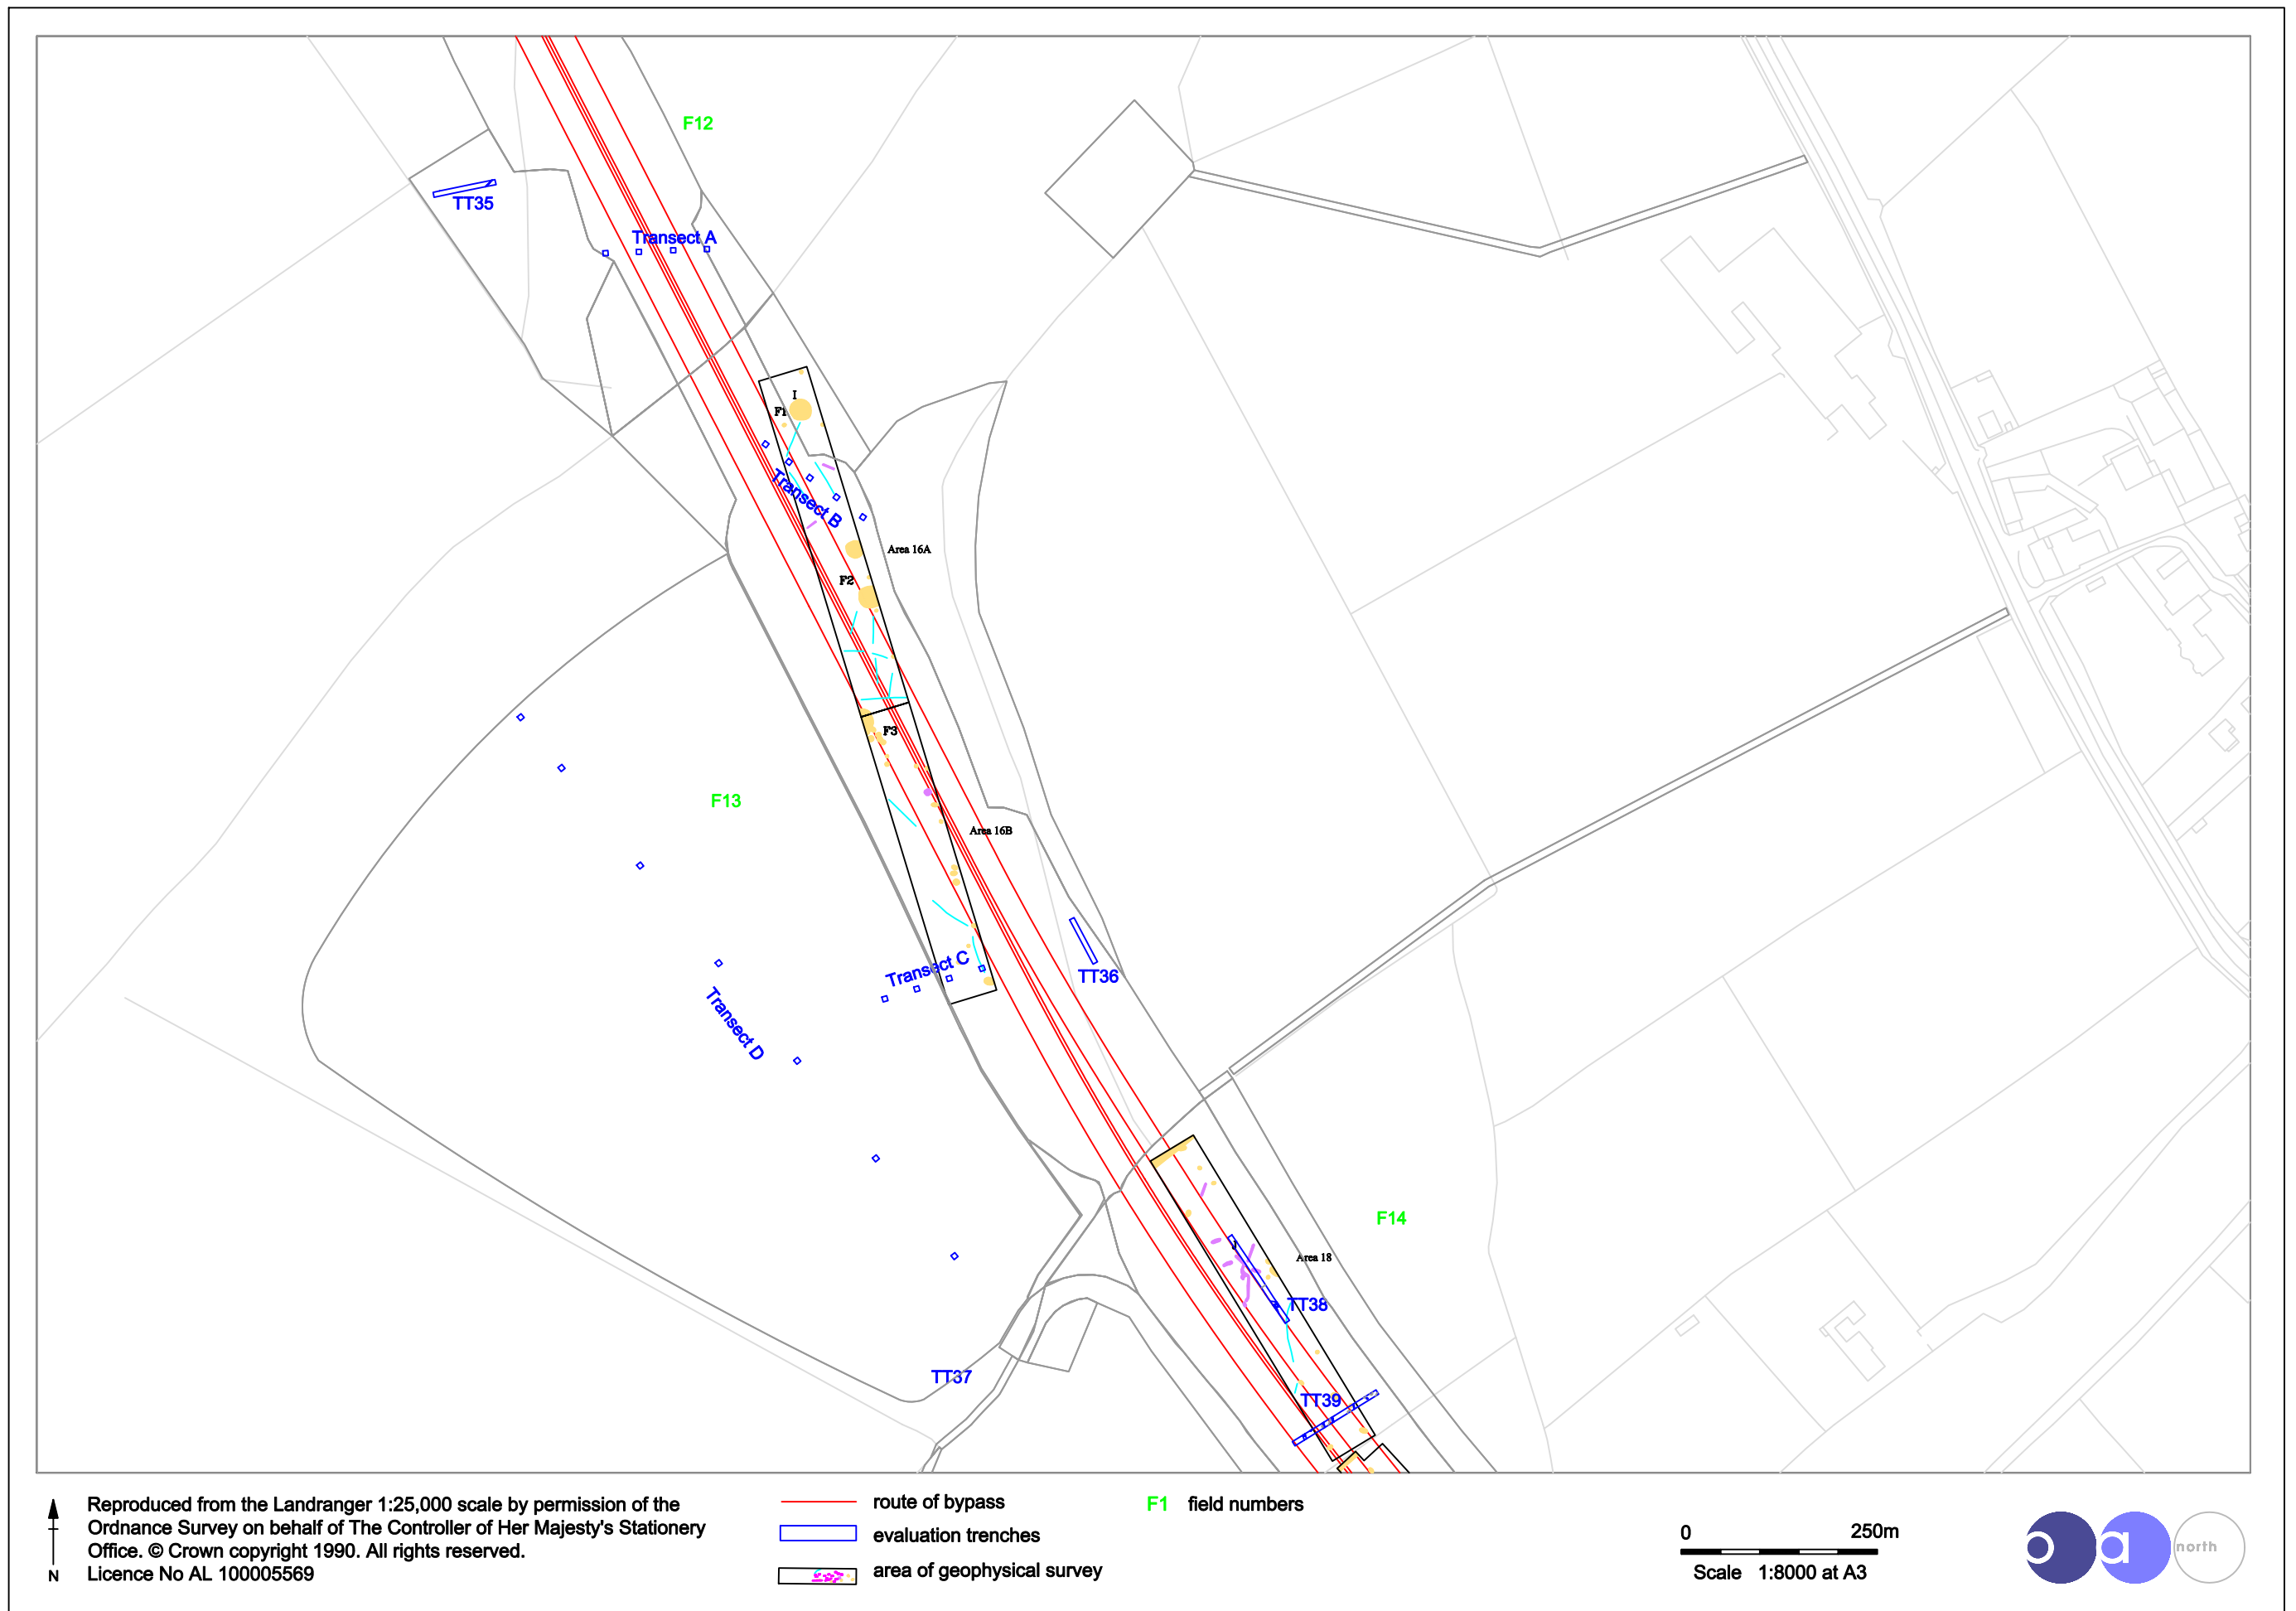 F12
TT35
Transect A
I
F1
Transect B
Area 16A
F2
F3
F13
Area 16B
Transect C
TT36
Transect D
F14
J
Area 18
TT38
TT37
TT39
Reproduced from the Landranger 1:25,000 scale by permission of the
Ordnance Survey on behalf of The Controller of Her Majesty's Stationery
Office. © Crown copyright 1990. All rights reserved.
Licence No AL 100005569
N
route of bypass
evaluation trenches
area of geophysical survey
F1 field numbers
0 250m
Scale 1:8000 at A3
oa north